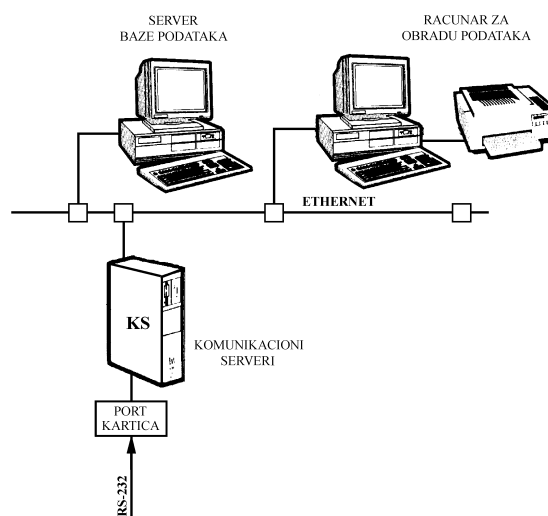 SERVER
BAZE PODATAKA
RACUNAR ZA
OBRADU PODATAKA
ETHERNET
KS
KOMUNIKACIONI
SERVERI
PORT
KARTICA
RS-232